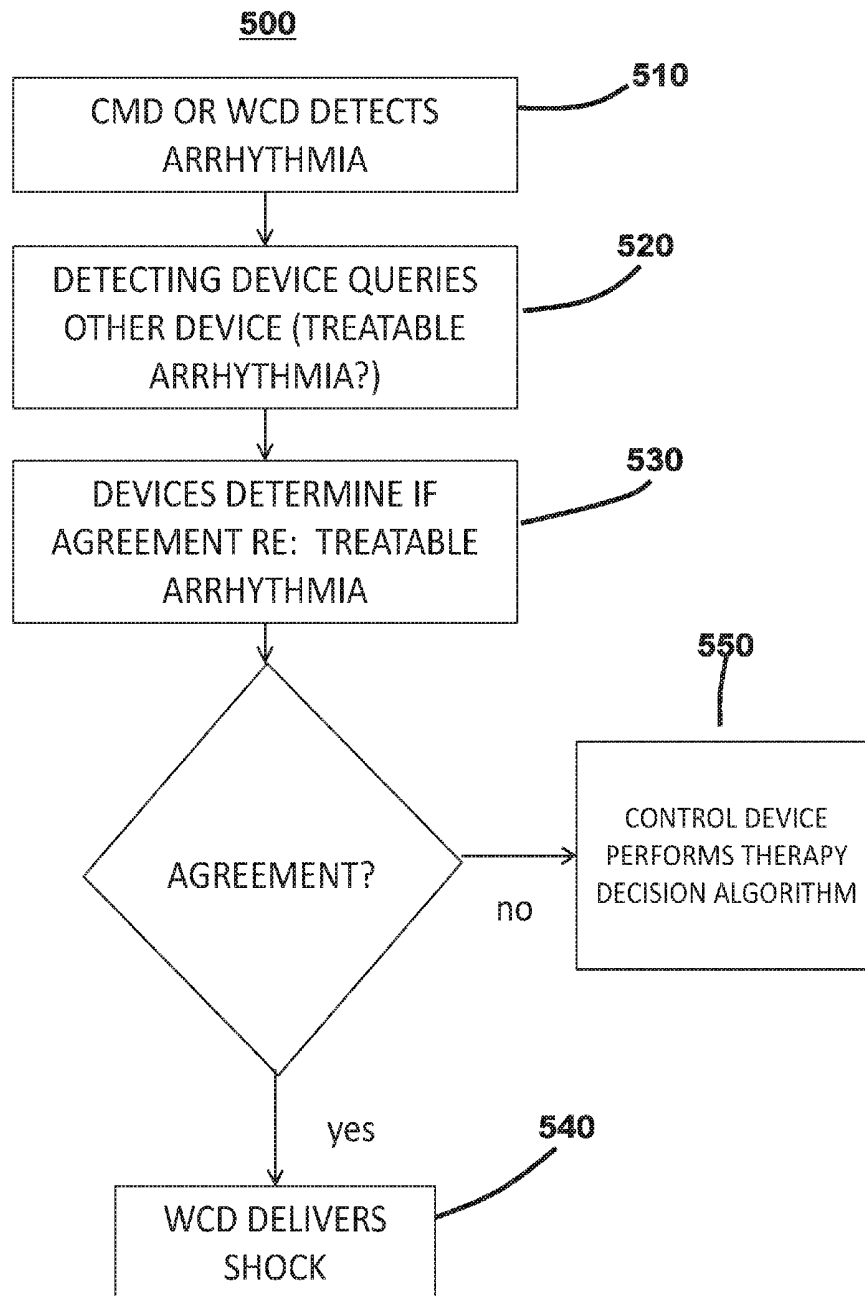 500
510
CMD OR WCD DETECTS
ARRHYTHMIA
520
DETECTING DEVICE QUERIES
OTHER DEVICE (TREATABLE
ARRHYTHMIA?)
530
DEVICES DETERMINE IF
AGREEMENT RE: TREATABLE
ARRHYTHMIA
550
CONTROL DEVICE
PERFORMS THERAPY
DECISION ALGORITHM
AGREEMENT?
no
yes
540
WCD DELIVERS
SHOCK